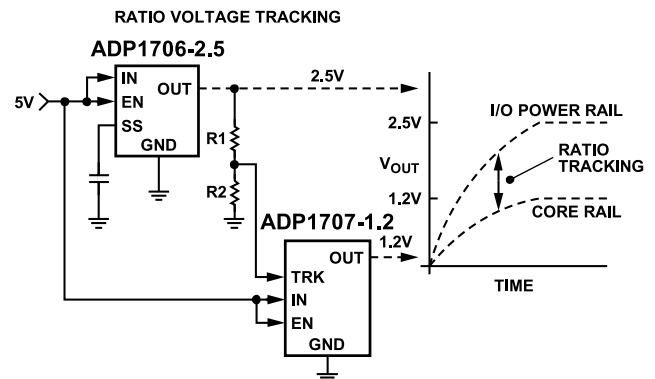 RATIO VOLTAGE TRACKING
ADP1706-2.5
5V
IN
EN
SS
OUT
GND
2.5V
R1
R2
ADP1707-1.2
OUT
1.2V
TRK
IN
EN
GND
VOUT
2.5V
1.2V
I/O POWER RAIL
RATIO
TRACKING
CORE RAIL
TIME